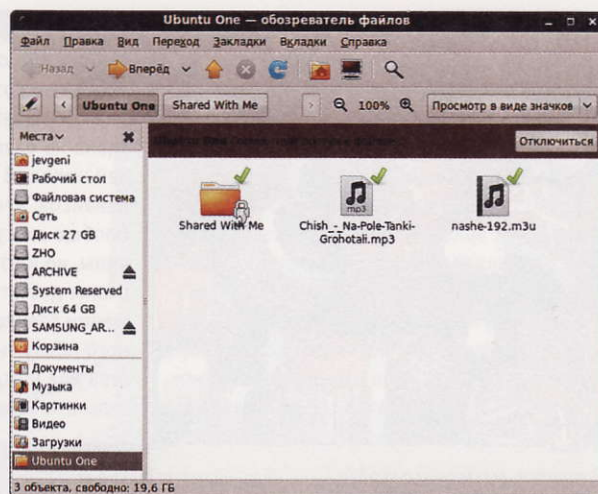 Ubuntu One — обозреватель файлов
Файл Правка Вид Переход Закладки Вкладки Справка
Назад Вперёд
Ubuntu One Shared With Me 100% Просмотр в виде значков
Места
Отключиться
jevgeni
Рабочий стол
Файловая система
Сеть
Диск 27 GB
ZHO
ARCHIVE
System Reserved
Диск 64 GB
SAMSUNG_AR...
Корзина
Документы
Музыка
Картинки
Видео
Загрузки
Ubuntu One
Shared With Me
mp3
Chish_-_Na-Pole-Tanki-
Grohotali.mp3
nashe-192.m3u
3 объекта, свободно: 19,6 ГБ